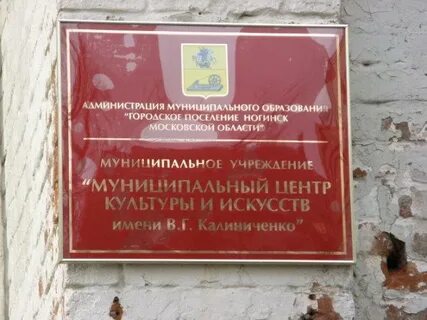 АДМИНИСТРАЦИЯ МУНИЦИПАЛЬНОГО ОБРАЗОВАНИЯ
"ГОРОДСКОЕ ПОСЕЛЕНИЕ НОГИНСК
МОСКОВСКОЙ ОБЛАСТИ"
МУНИЦИПАЛЬНОЕ УЧРЕЖДЕНИЕ
"МУНИЦИПАЛЬНЫЙ ЦЕНТР
КУЛЬТУРЫ И ИСКУССТВ
имени В.Г. Калиниченко"